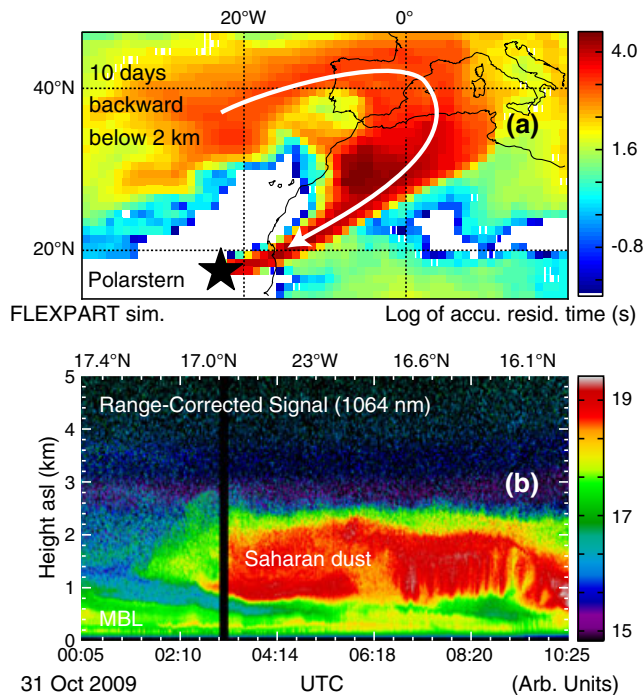 20°W 0°
10 days
backward
below 2 km
(a)
40°N
20°N
Polarstern
4.0
1.6
-0.8
FLEXPART sim. Log of accu. resid. time (s)
17.4°N 17.0°N 23°W 16.6°N 16.1°N
Range-Corrected Signal (1064 nm)
(b)
Saharan dust
MBL
Height asl (km)
5
4
3
2
1
0
19
17
15
00:05 02:10 04:14 06:18 08:20 10:25
31 Oct 2009 UTC (Arb. Units)